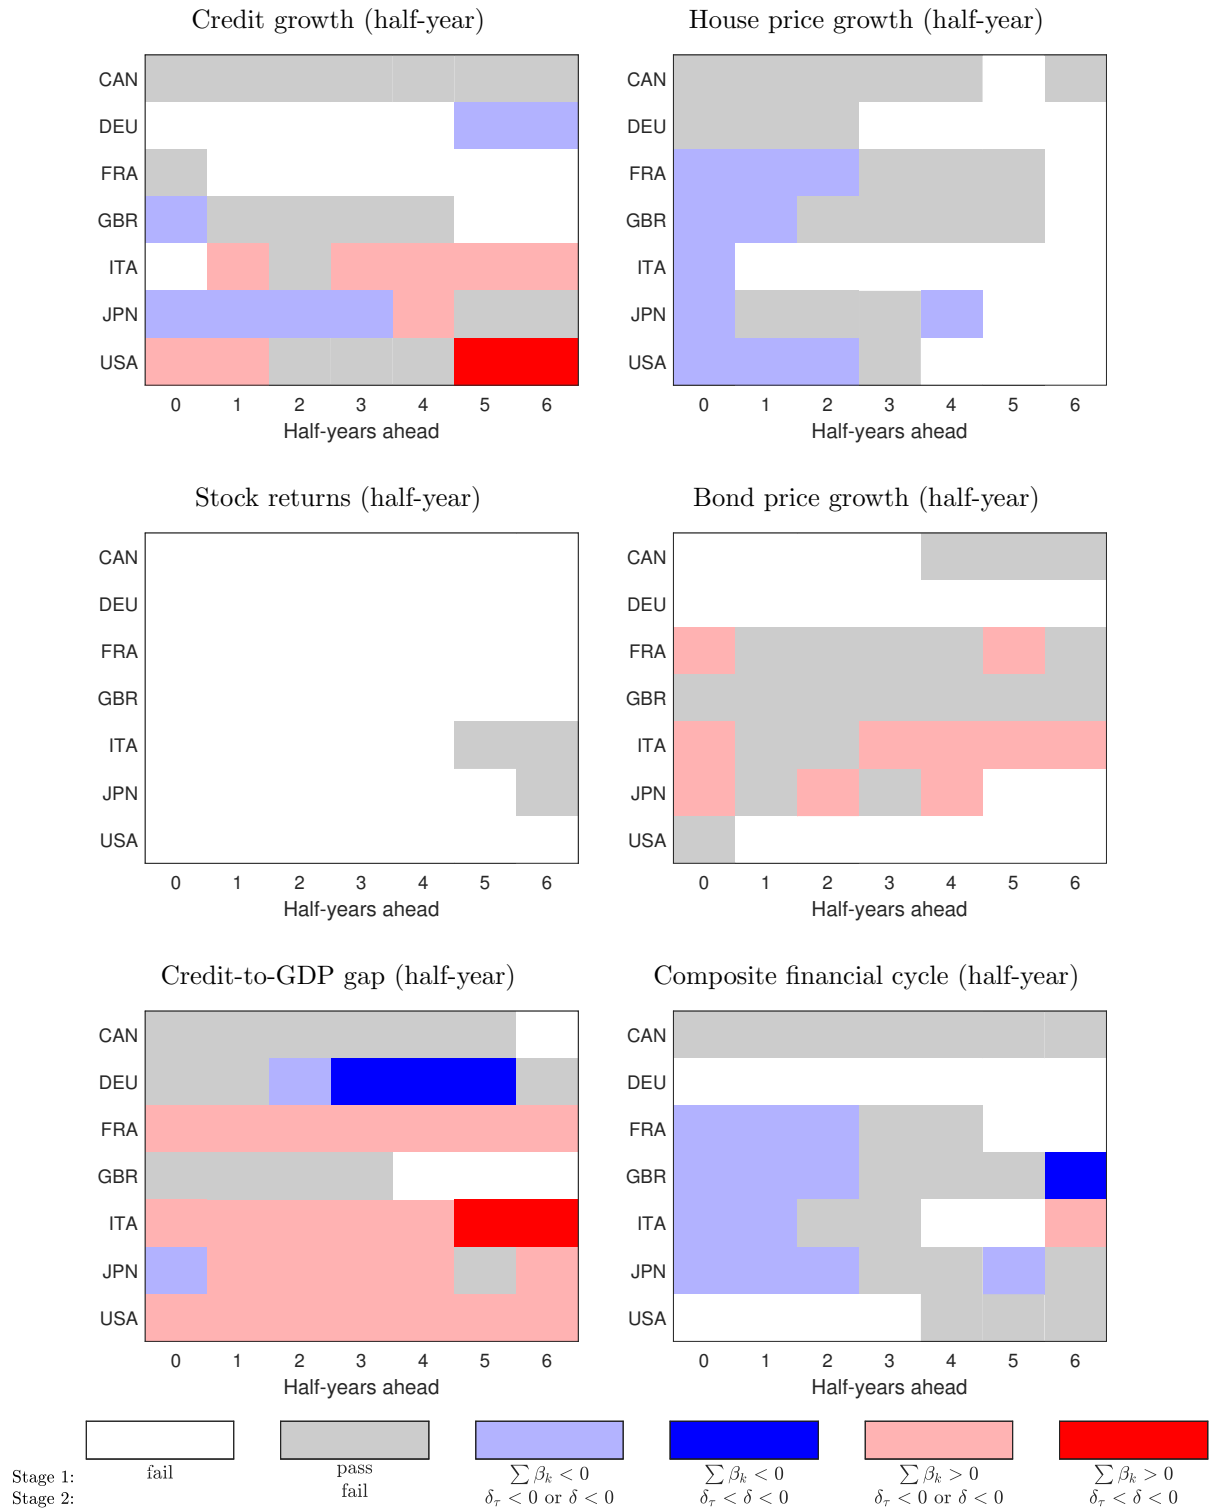 Credit growth (half-year)
CAN
DEU
FRA
GBR
ITA
JPN
USA
0 1 2 3 4 5 6
Half-years ahead
House price growth (half-year)
CAN
DEU
FRA
GBR
ITA
JPN
USA
0 1 2 3 4 5 6
Half-years ahead
Stock returns (half-year)
CAN
DEU
FRA
GBR
ITA
JPN
USA
0 1 2 3 4 5 6
Half-years ahead
Bond price growth (half-year)
CAN
DEU
FRA
GBR
ITA
JPN
USA
0 1 2 3 4 5 6
Half-years ahead
Credit-to-GDP gap (half-year)
CAN
DEU
FRA
GBR
ITA
JPN
USA
0 1 2 3 4 5 6
Half-years ahead
Composite financial cycle (half-year)
CAN
DEU
FRA
GBR
ITA
JPN
USA
0 1 2 3 4 5 6
Half-years ahead
Stage 1: fail pass ∑ βₖ < 0 ∑ βₖ < 0 ∑ βₖ > 0 ∑ βₖ > 0
Stage 2: fail δ_τ < 0 or δ < 0 δ_τ < δ < 0 δ_τ < 0 or δ < 0 δ_τ < δ < 0